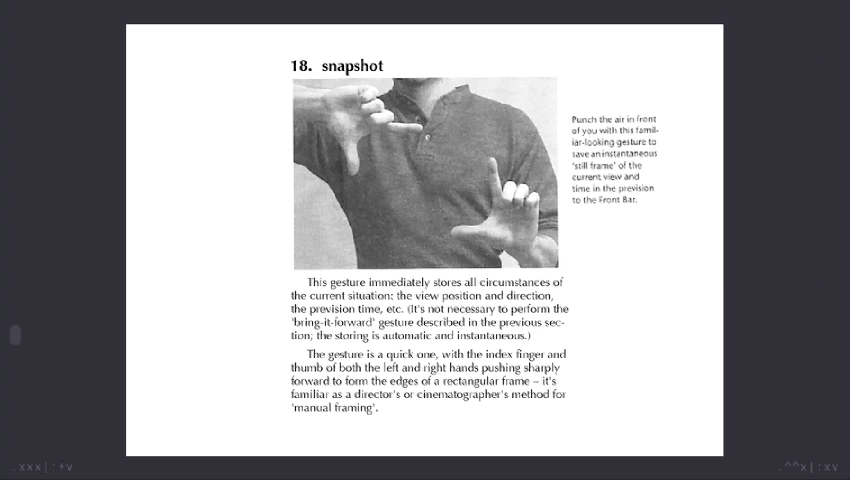 18. snapshot
Punch the air in front
of you with this famil-
iar-looking gesture to
save an instantaneous
'still frame' of the
current view and
time in the prevision
to the Front Bar.
This gesture immediately stores all circumstances of
the current situation: the view position and direction,
the prevision time, etc. (It's not necessary to perform the
'bring-it-forward' gesture described in the previous sec-
tion; the storing is automatic and instantaneous.)
The gesture is a quick one, with the index finger and
thumb of both the left and right hands pushing sharply
forward to form the edges of a rectangular frame – it's
familiar as a director's or cinematographer's method for
'manual framing'.
.xxx|:+v
.^^x|:xv